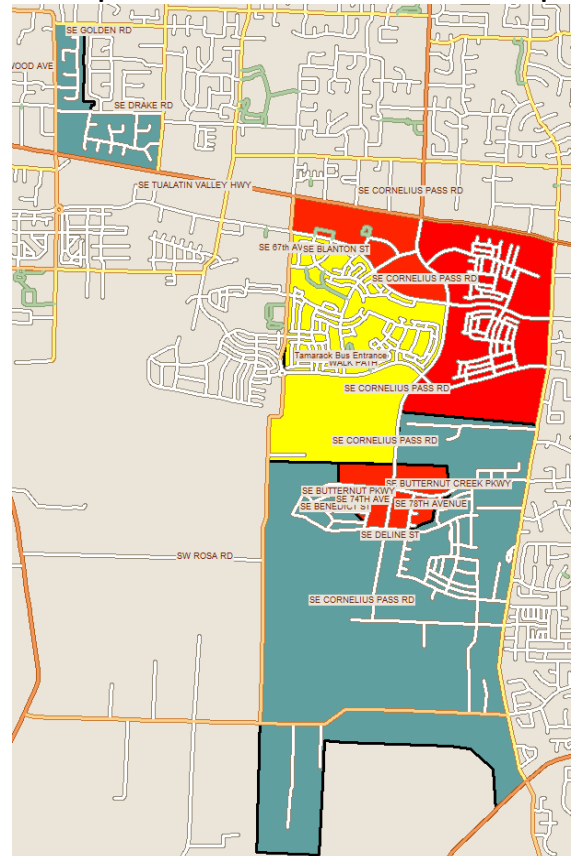 SE GOLDEN RD
WOOD AVE
SE DRAKE RD
SE TUALATIN VALLEY HWY
SE CORNELIUS PASS RD
SE 67th AV
SE BLANTON ST
SE CORNELIUS PASS RD
Tamarack Bus Entrance
WALK PATH
SE CORNELIUS PASS RD
SE CORNELIUS PASS RD
SE BUTTERNUT CREEK PKWY
SE BUTTERNUT PKWY
SE 74TH AVE
SE BENEDICT ST
SE 78TH AVENUE
SE DELINE ST
SW ROSA RD
SE CORNELIUS PASS RD